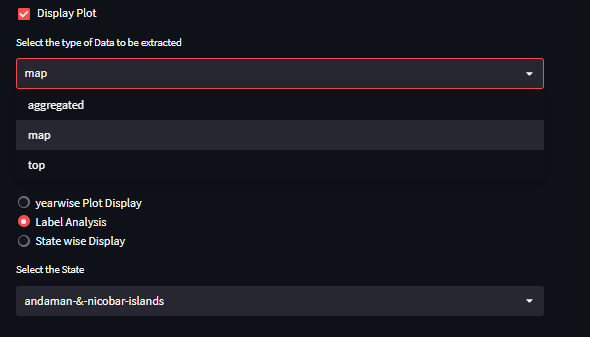 Display Plot
Select the type of Data to be extracted
map
aggregated
map
top
yearwise Plot Display
Label Analysis
State wise Display
Select the State
andaman-&-nicobar-islands